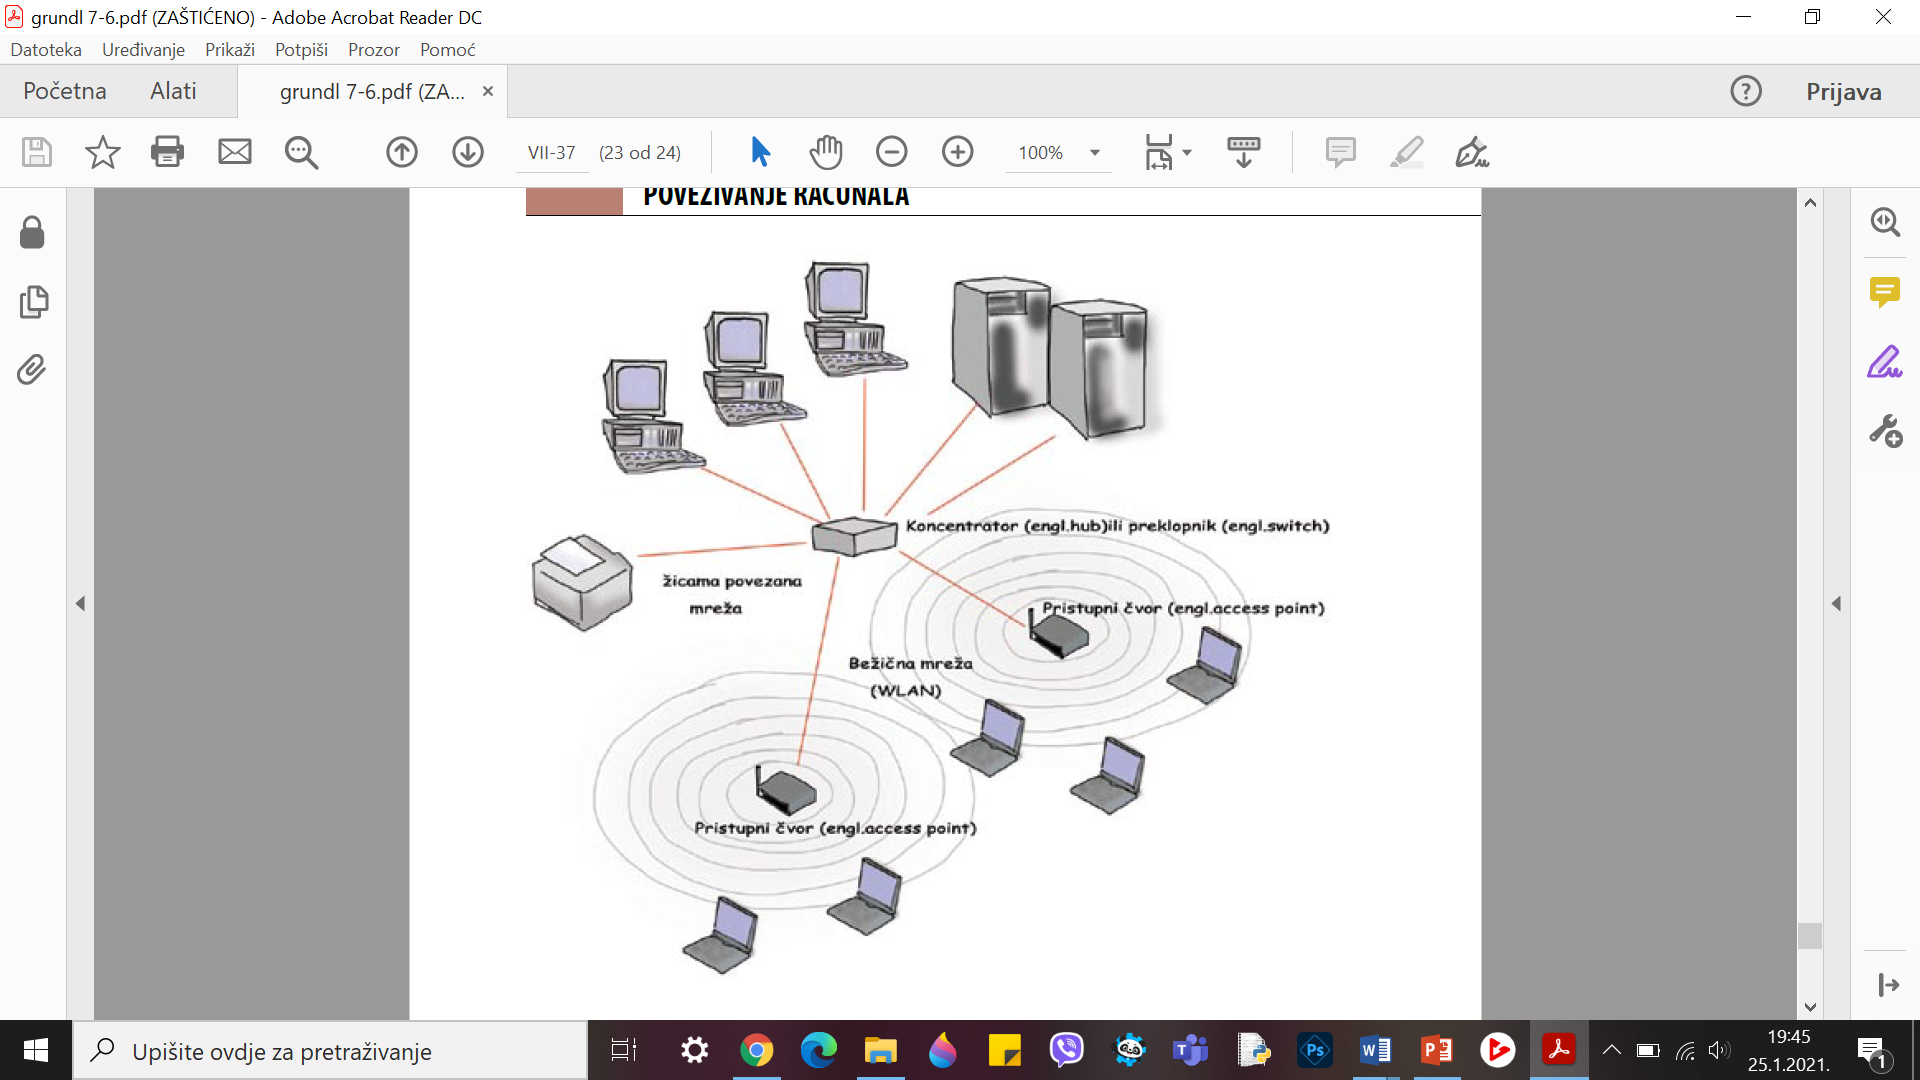 grundl 7-6.pdf (ZAŠTIĆENO) - Adobe Acrobat Reader DC
Datoteka Uređivanje Prikaži Potpiši Prozor Pomoć
Početna Alati grundl 7-6.pdf (ZA... × ? Prijava
VII-37 (23 od 24) 100%
POVEZIVANJE RAČUNALA
Koncentrator (engl.hub)ili preklopnik (engl.switch)
žicama povezana
mreža
Pristupni čvor (engl.access point)
Bežična mreža
(WLAN)
Pristupni čvor (engl.access point)
Upišite ovdje za pretraživanje
Ps
19:45
25.1.2021.
1